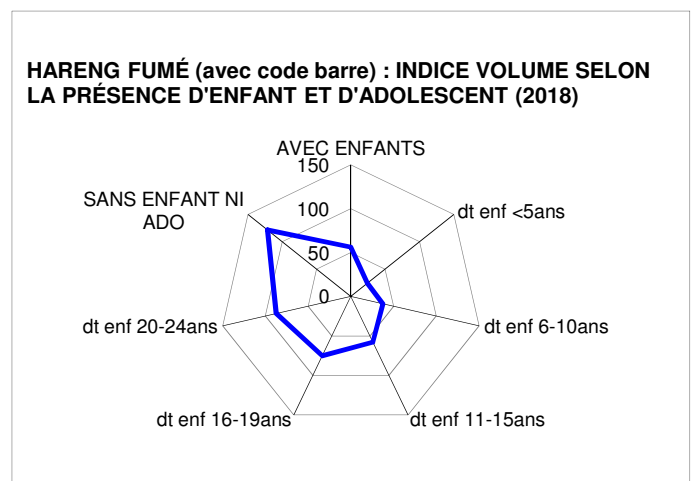 HARENG FUMÉ (avec code barre) : INDICE VOLUME SELON
LA PRÉSENCE D'ENFANT ET D'ADOLESCENT (2018)
AVEC ENFANTS
150
100
50
0
dt enf <5ans
dt enf 6-10ans
dt enf 11-15ans
dt enf 16-19ans
dt enf 20-24ans
SANS ENFANT NI
ADO